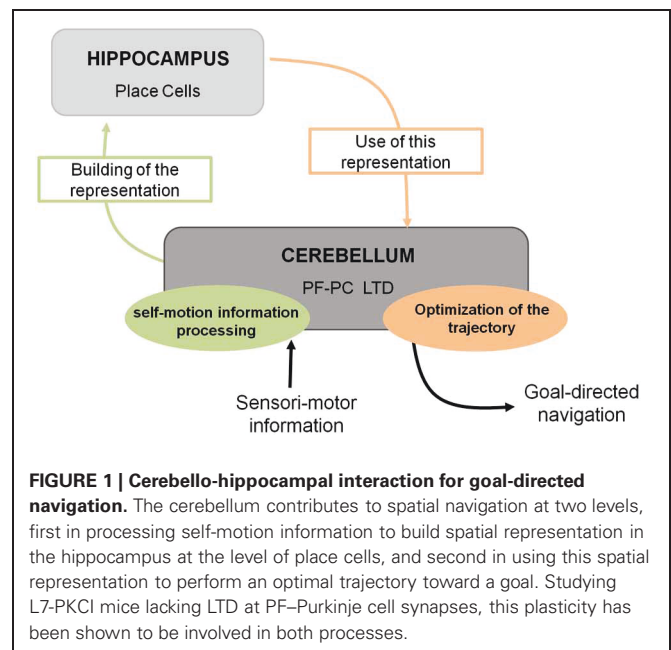 HIPPOCAMPUS
Place Cells
Building of the
representation
Use of this
representation
CEREBELLUM
PF-PC LTD
self-motion information
processing
Optimization of the
trajectory
Sensori-motor
information
Goal-directed
navigation
FIGURE 1 | Cerebello-hippocampal interaction for goal-directed
navigation. The cerebellum contributes to spatial navigation at two levels,
first in processing self-motion information to build spatial representation in
the hippocampus at the level of place cells, and second in using this spatial
representation to perform an optimal trajectory toward a goal. Studying
L7-PKCI mice lacking LTD at PF–Purkinje cell synapses, this plasticity has
been shown to be involved in both processes.